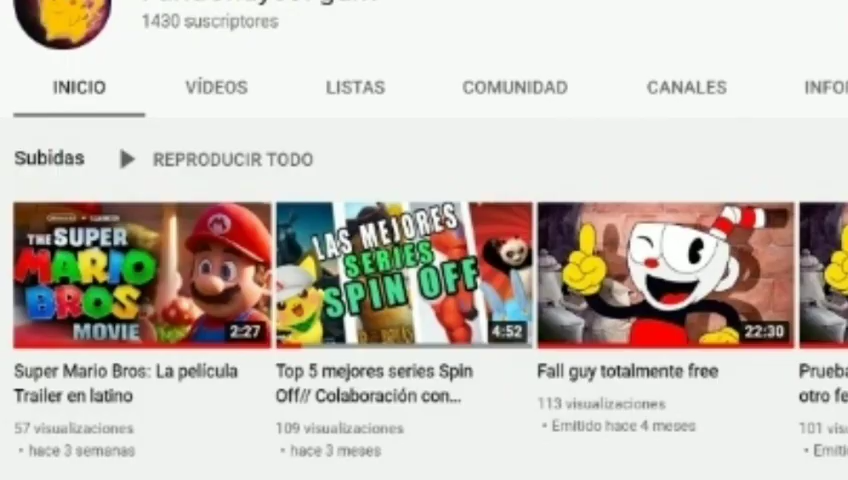 1430 suscriptores
INICIO VÍDEOS LISTAS COMUNIDAD CANALES INFO
Subidas REPRODUCIR TODO
THE SUPER
MARIO
BROS
MOVIE
2:27
LAS MEJORES
SERIES
SPIN OFF
4:52
22:30
Super Mario Bros: La película
Trailer en latino
57 visualizaciones
• hace 3 semanas
Top 5 mejores series Spin
Off// Colaboración con...
109 visualizaciones
• hace 3 meses
Fall guy totalmente free
113 visualizaciones
• Emitido hace 4 meses
Prueba
otro fe
101 vis
• Emiti